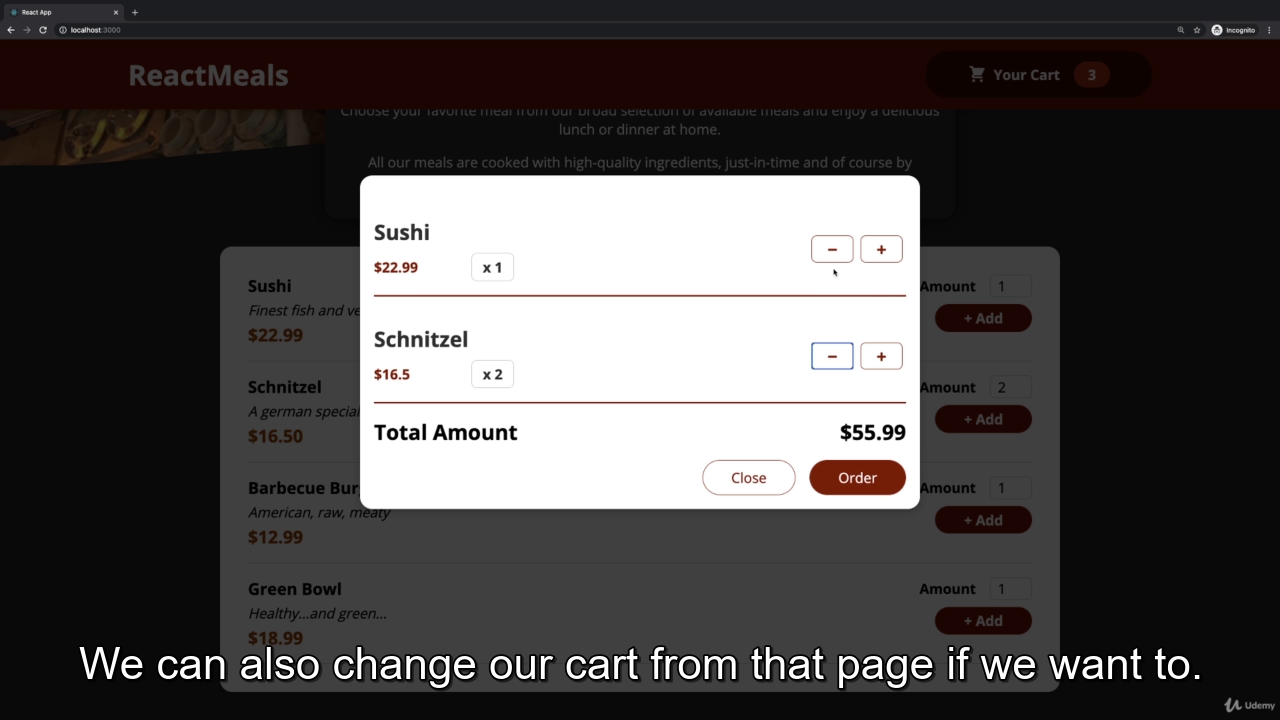 React App
localhost:3000
Incognito
ReactMeals
Your Cart 3
Choose your favorite meal from our broad selection of available meals and enjoy a delicious
lunch or dinner at home.
All our meals are cooked with high-quality ingredients, just-in-time and of course by
Sushi
$22.99 x 1
− +
Schnitzel
$16.5 x 2
− +
Total Amount $55.99
Close Order
Sushi Amount 1
Finest fish and ve
$22.99 + Add
Schnitzel Amount 2
A german special
$16.50 + Add
Barbecue Bur Amount 1
American, raw, meaty
$12.99 + Add
Green Bowl Amount 1
Healthy...and green...
$18.99 + Add
We can also change our cart from that page if we want to.
Udemy